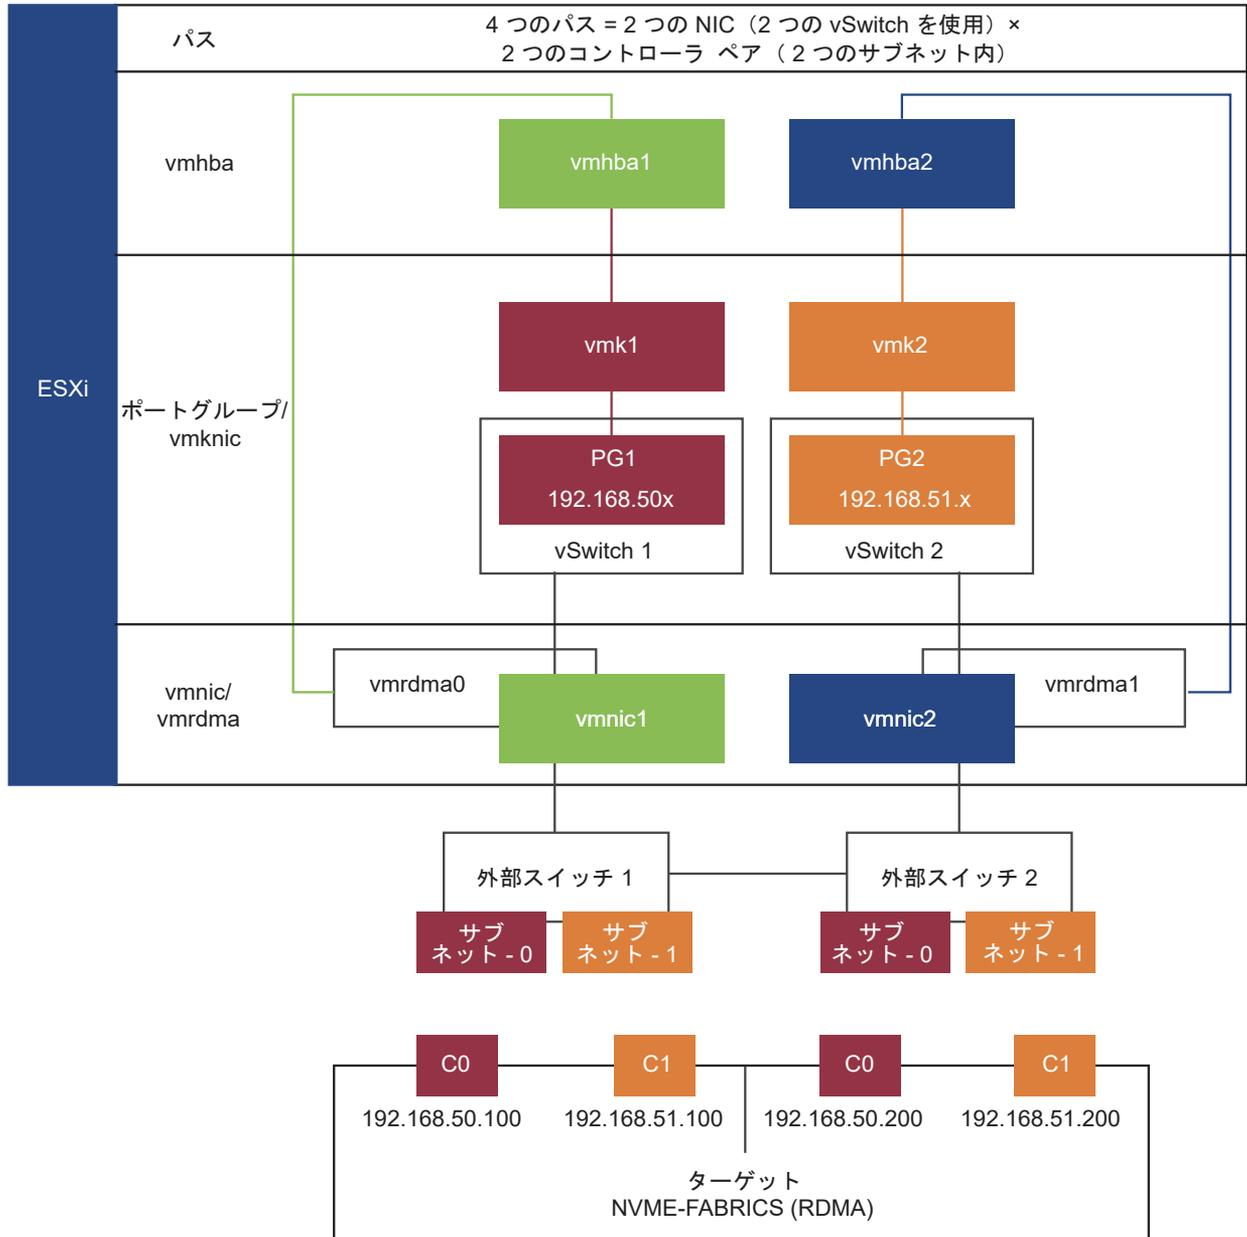 パス
4 つのパス = 2 つの NIC（2 つの vSwitch を使用）×
2 つのコントローラ ペア（ 2 つのサブネット内）
ESXi
vmhba
vmhba1
vmhba2
ポートグループ/
vmknic
vmk1
vmk2
PG1
192.168.50x
vSwitch 1
PG2
192.168.51.x
vSwitch 2
vmnic/
vmrdma
vmrdma0
vmnic1
vmnic2
vmrdma1
外部スイッチ 1
外部スイッチ 2
サブ
ネット - 0
サブ
ネット - 1
サブ
ネット - 0
サブ
ネット - 1
C0
C1
C0
C1
192.168.50.100
192.168.51.100
192.168.50.200
192.168.51.200
ターゲット
NVME-FABRICS (RDMA)